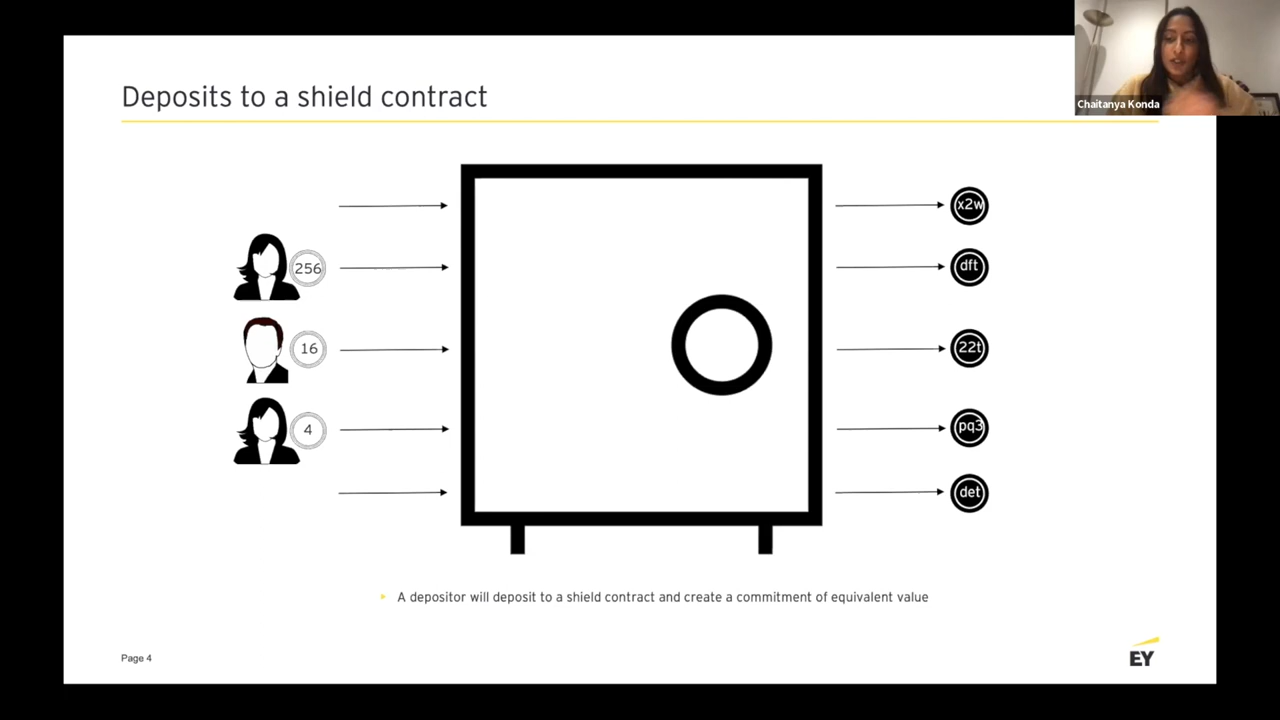 Chaitanya Konda
Deposits to a shield contract
x2w
256
dft
16
22t
4
pq3
det
A depositor will deposit to a shield contract and create a commitment of equivalent value
Page 4
EY